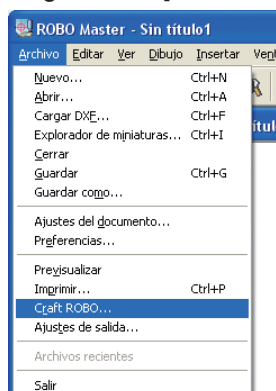 ROBO Master - Sin título1
Archivo Editar Ver Dibujo Insertar
Nuevo... Ctrl+N
Abrir... Ctrl+A
Cargar DXF... Ctrl+F
Explorador de miniaturas... Ctrl+I
Cerrar
Guardar Ctrl+G
Guardar como...
Ajustes del documento...
Preferencias...
Previsualizar
Imprimir... Ctrl+P
Craft ROBO...
Ajustes de salida...
Archivos recientes
Salir